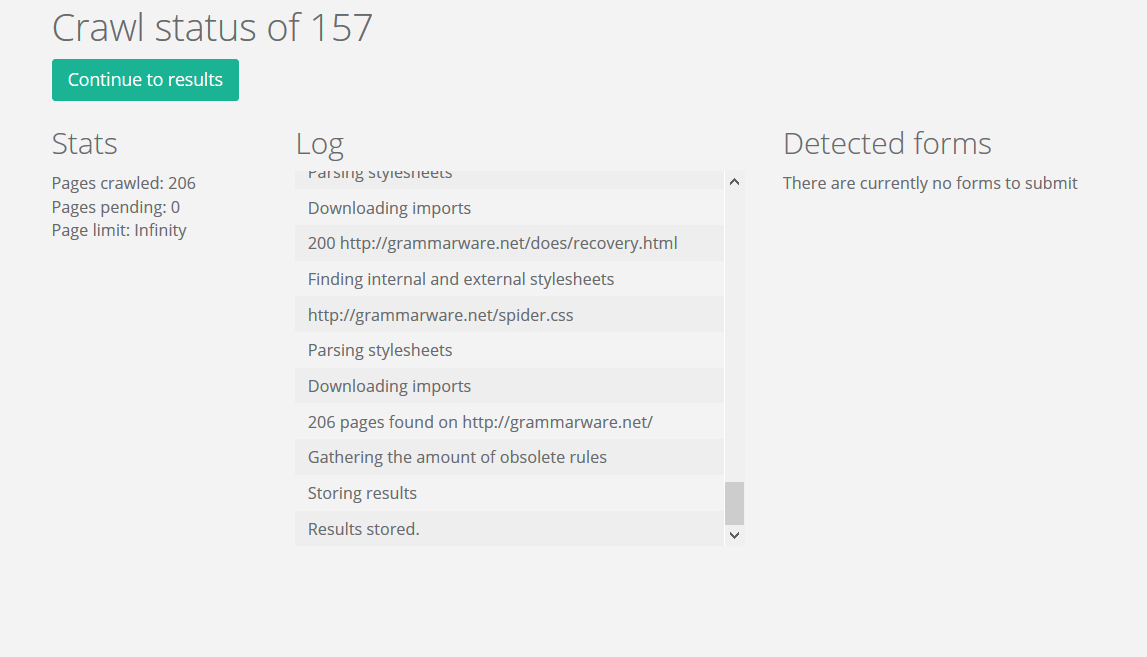 Crawl status of 157
Continue to results
Stats
Pages crawled: 206
Pages pending: 0
Page limit: Infinity
Log
Parsing stylesheets
Downloading imports
200 http://grammarware.net/does/recovery.html
Finding internal and external stylesheets
http://grammarware.net/spider.css
Parsing stylesheets
Downloading imports
206 pages found on http://grammarware.net/
Gathering the amount of obsolete rules
Storing results
Results stored.
Detected forms
There are currently no forms to submit